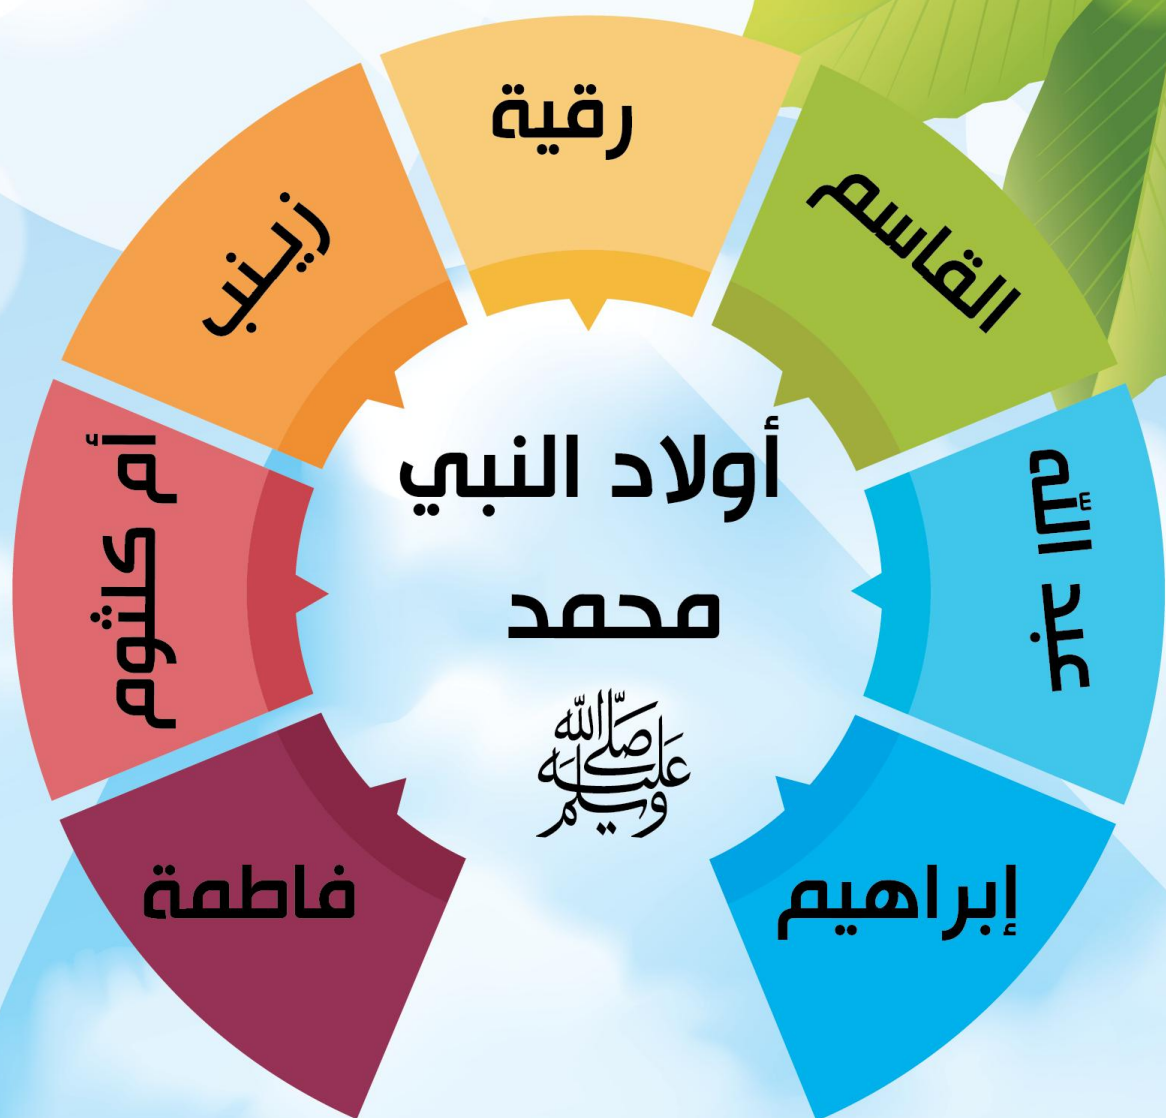 أولاد النبي
محمد
صلى الله عليه وسلم
القاسم
عبد الله
إبراهيم
رقية
زينب
أم كلثوم
فاطمة